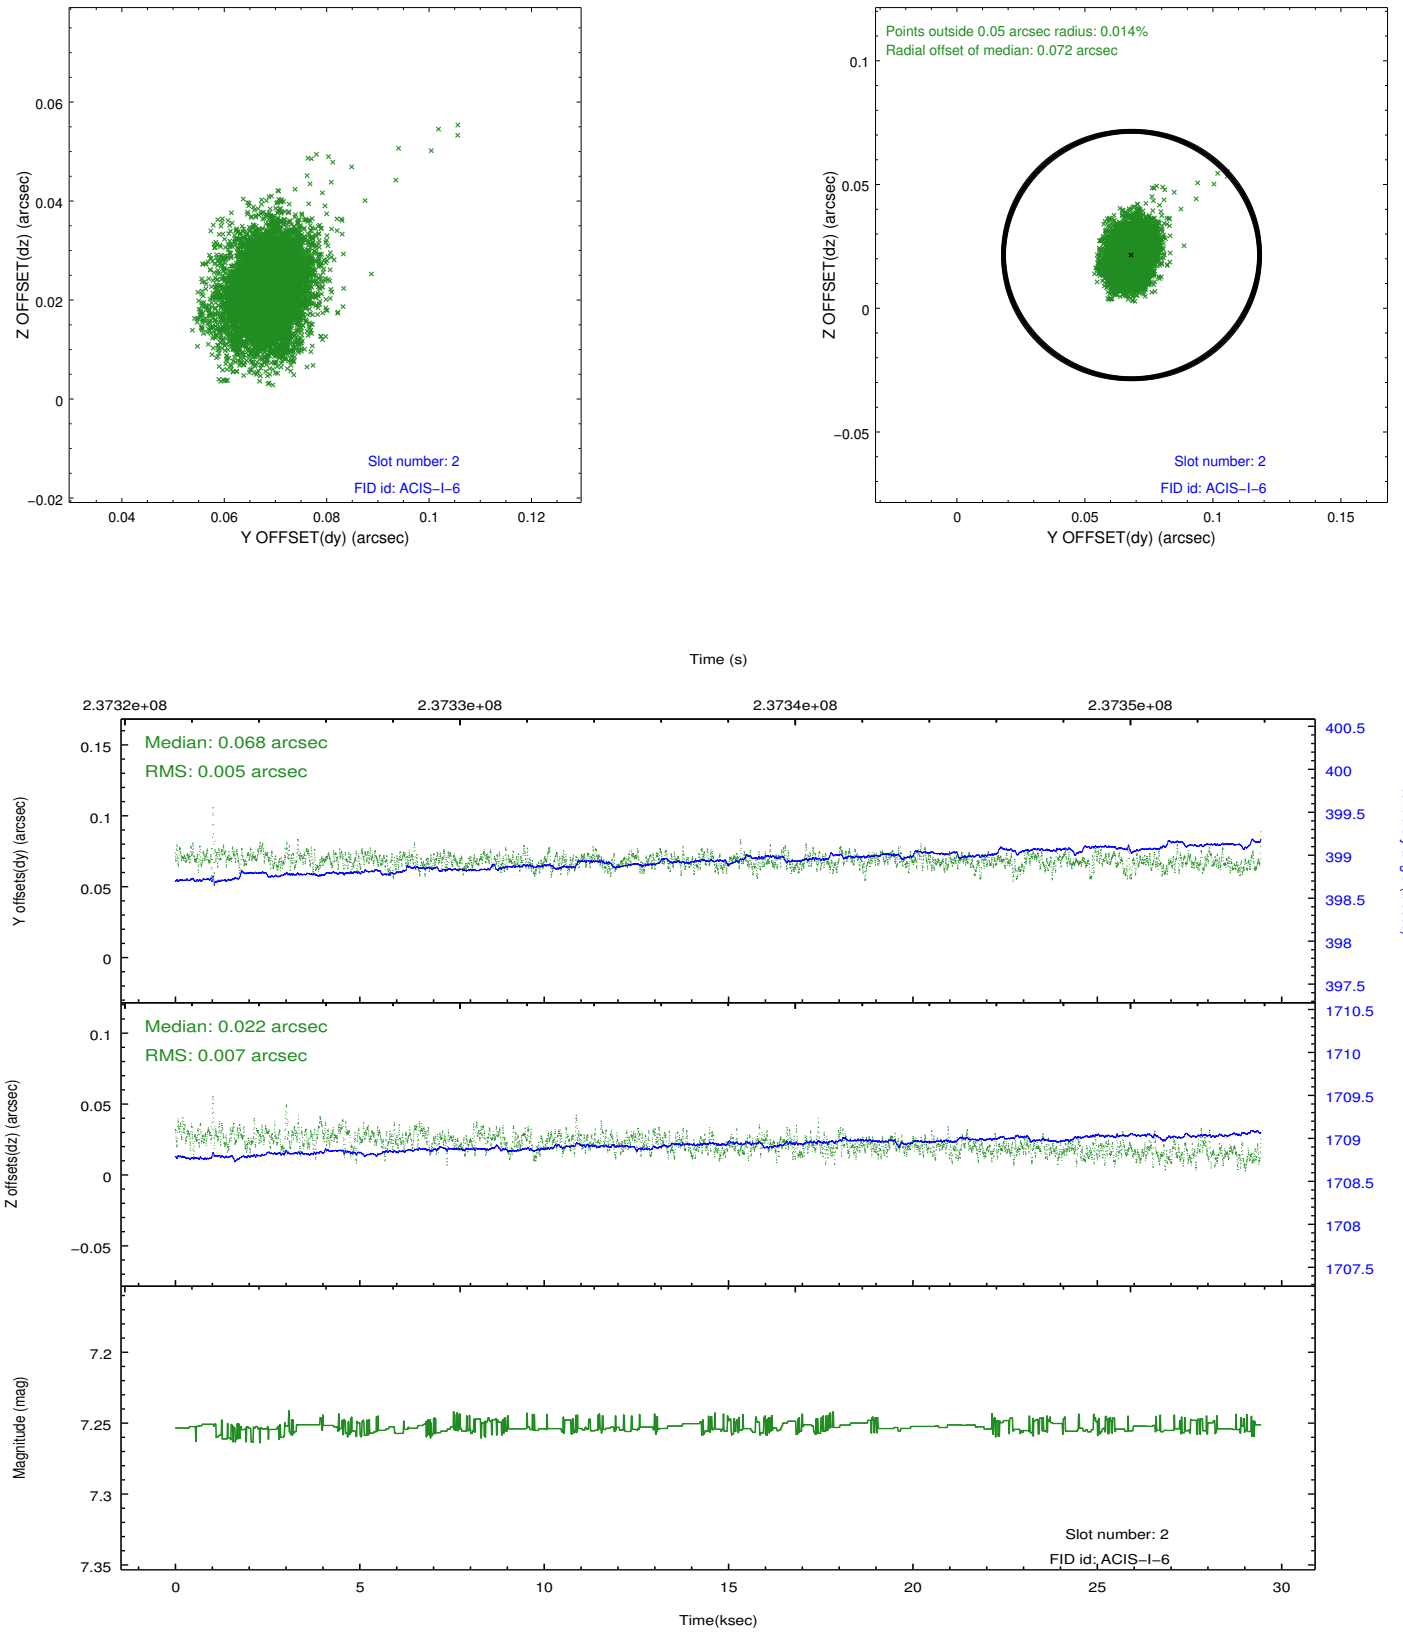 0.06
0.04
0.02
0
−0.02
Z OFFSET(dz) (arcsec)
Slot number: 2
FID id: ACIS−I−6
0.04 0.06 0.08 0.1 0.12
Y OFFSET(dy) (arcsec)
Points outside 0.05 arcsec radius: 0.014%
Radial offset of median: 0.072 arcsec
0.1
0.05
0
−0.05
Z OFFSET(dz) (arcsec)
Slot number: 2
FID id: ACIS−I−6
0 0.05 0.1 0.15
Y OFFSET(dy) (arcsec)
Time (s)
2.3732e+08 2.3733e+08 2.3734e+08 2.3735e+08
Median: 0.068 arcsec
RMS: 0.005 arcsec
0.15
0.1
0.05
0
Y offsets(dy) (arcsec)
400.5
400
399.5
399
398.5
398
397.5
Median: 0.022 arcsec
RMS: 0.007 arcsec
0.1
0.05
0
−0.05
Z offsets(dz) (arcsec)
1710.5
1710
1709.5
1709
1708.5
1708
1707.5
7.2
7.25
7.3
7.35
Magnitude (mag)
Slot number: 2
FID id: ACIS−I−6
0 5 10 15 20 25 30
Time(ksec)